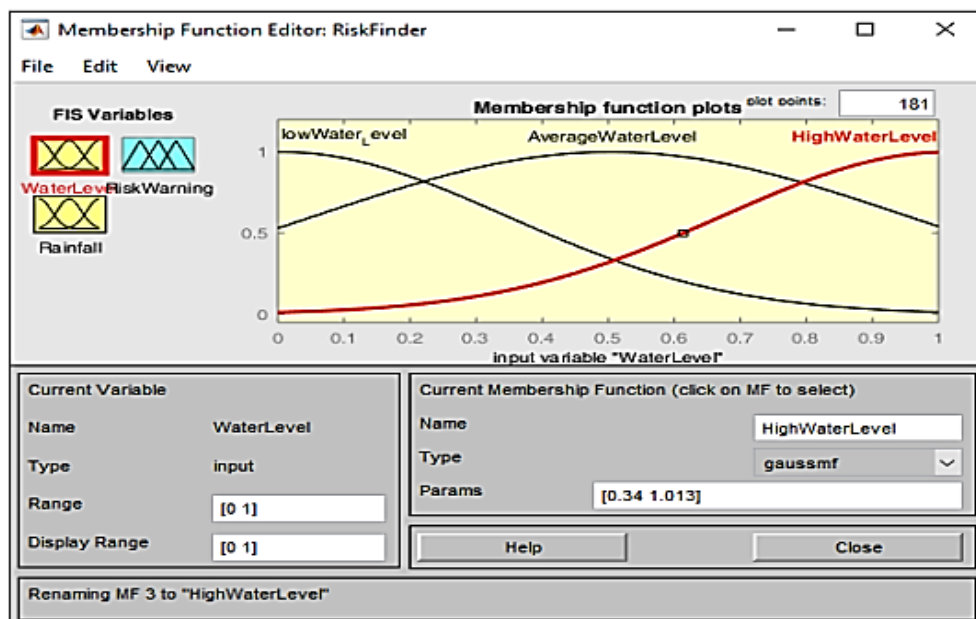 Membership Function Editor: RiskFinder
File Edit View
FIS Variables
WaterLevel RiskWarning
Rainfall
Membership function plots plot points: 181
lowWater_Level AverageWaterLevel HighWaterLevel
1
0.5
0
0 0.1 0.2 0.3 0.4 0.5 0.6 0.7 0.8 0.9 1
input variable "WaterLevel"
Current Variable
Name WaterLevel
Type input
Range [0 1]
Display Range [0 1]
Current Membership Function (click on MF to select)
Name HighWaterLevel
Type gaussmf
Params [0.34 1.013]
Help Close
Renaming MF 3 to "HighWaterLevel"